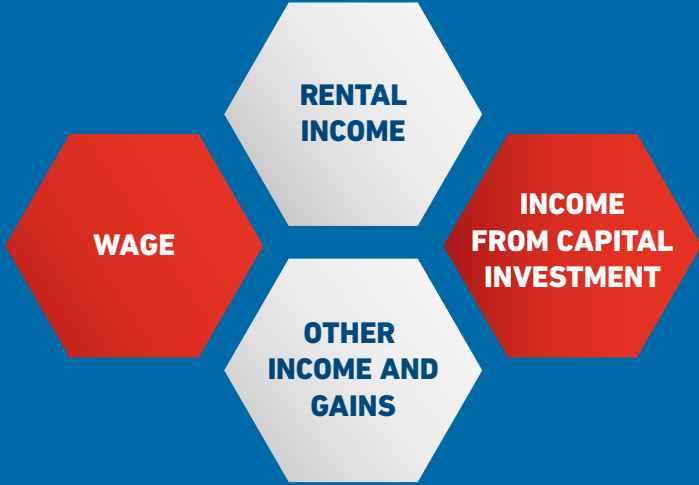 RENTAL
INCOME
WAGE
INCOME
FROM CAPITAL
INVESTMENT
OTHER
INCOME AND
GAINS